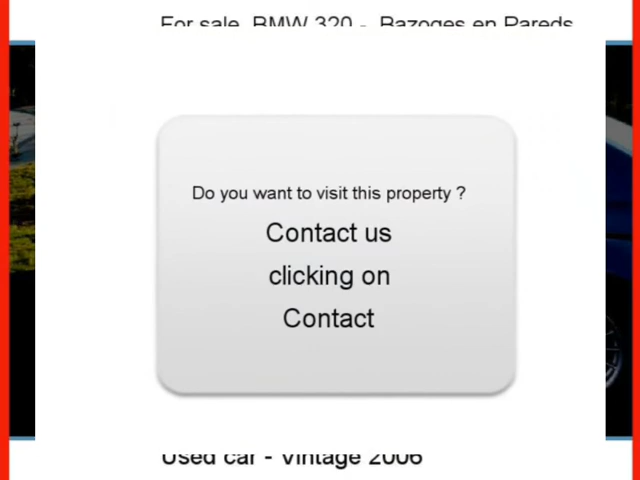 For sale BMW 320 - Bazoges en Pareds
Do you want to visit this property ?
Contact us
clicking on
Contact
Used car - Vintage 2006